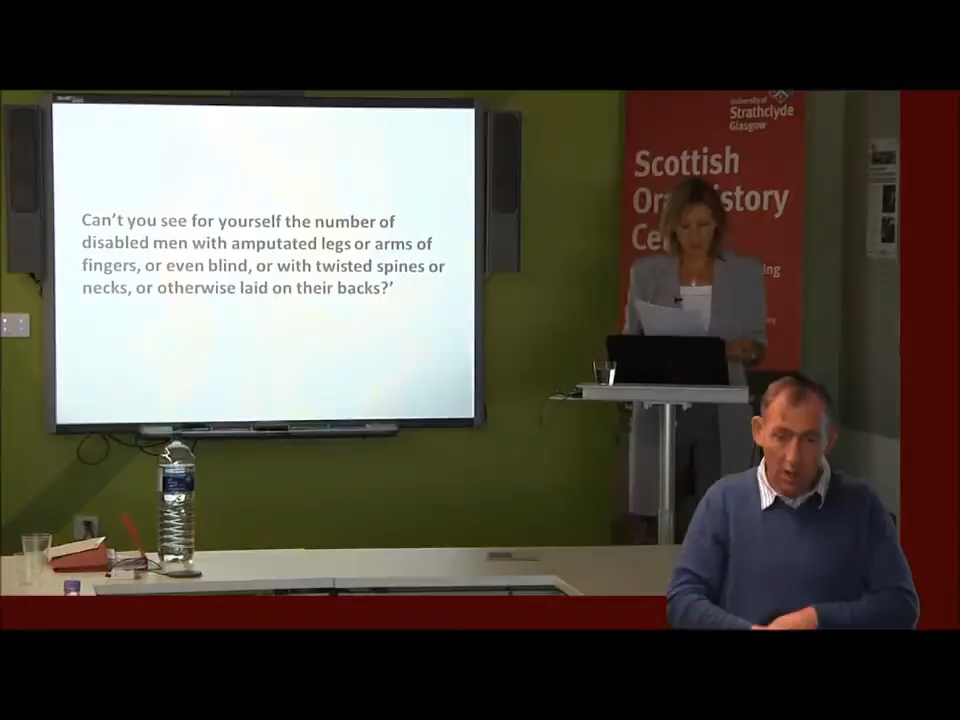 Can't you see for yourself the number of
disabled men with amputated legs or arms of
fingers, or even blind, or with twisted spines or
necks, or otherwise laid on their backs?'
University of
Strathclyde
Glasgow
Scottish
Oral History
Ce